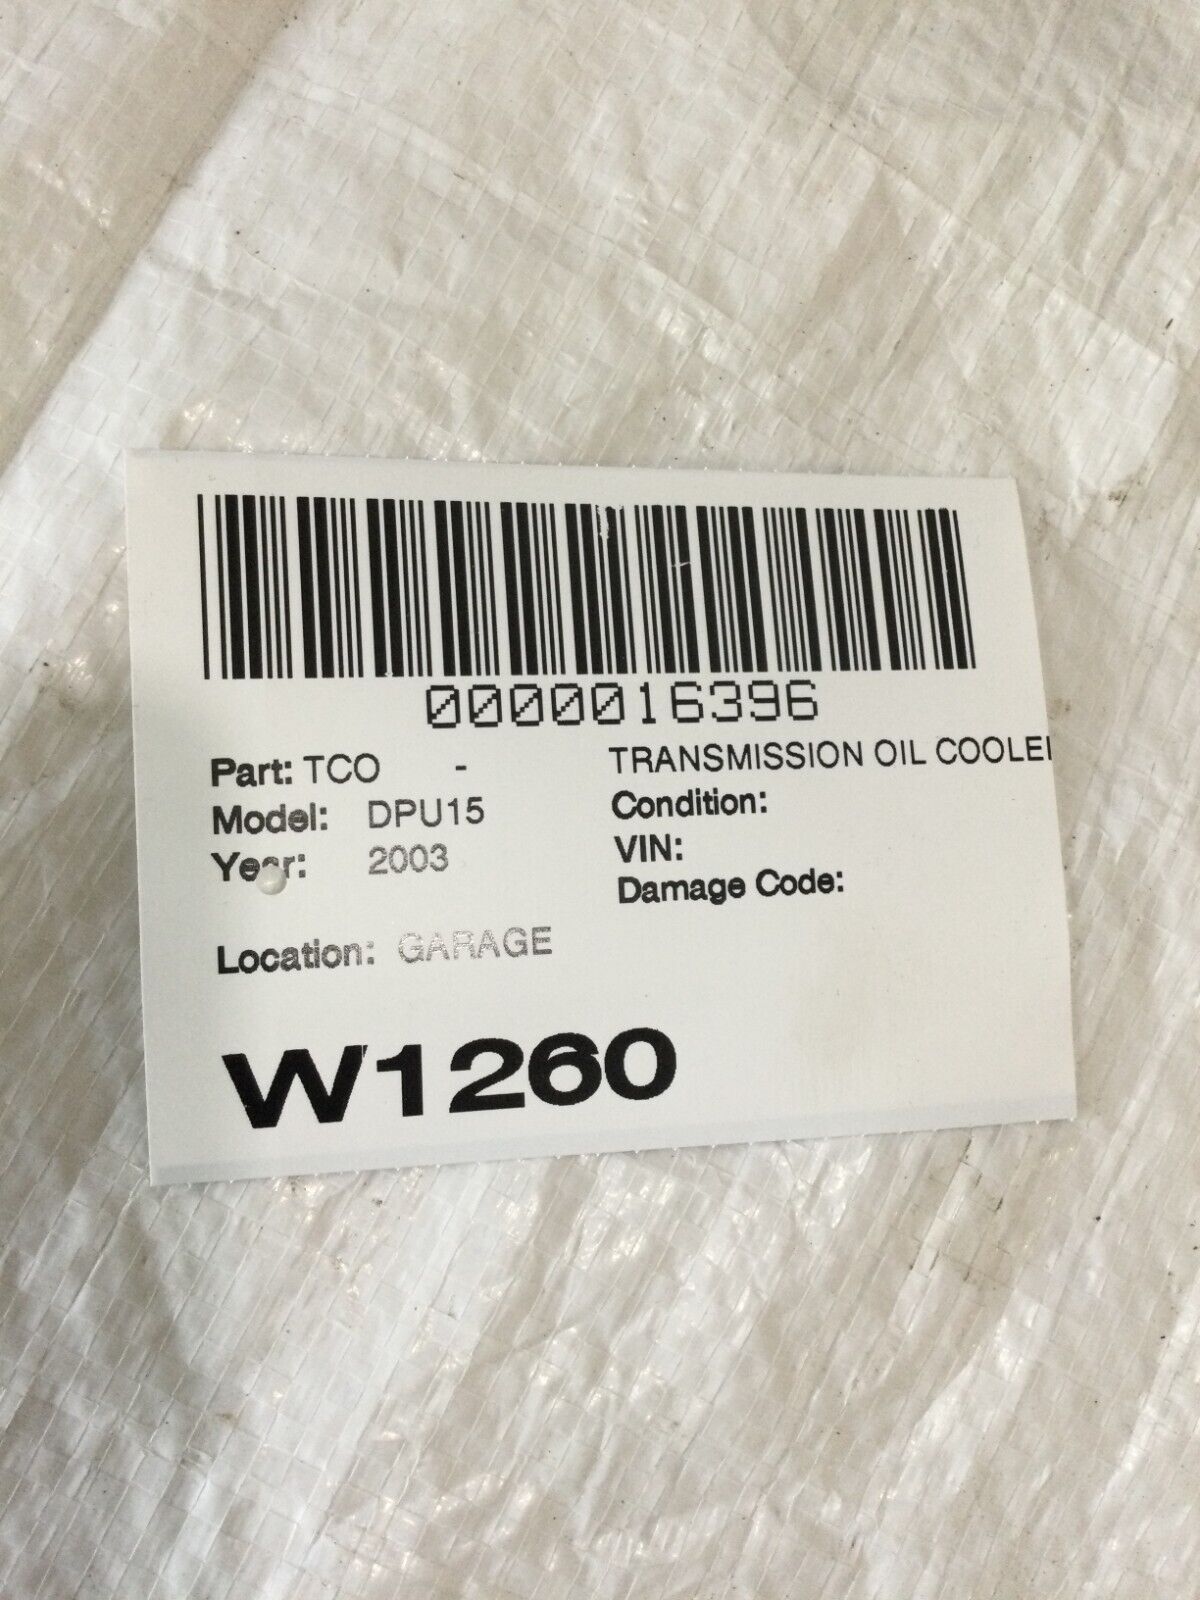 0000016396
Part: TCO - TRANSMISSION OIL COOLE
Model: DPU15 Condition:
Year: 2003 VIN:
Damage Code:
Location: GARAGE
W1260